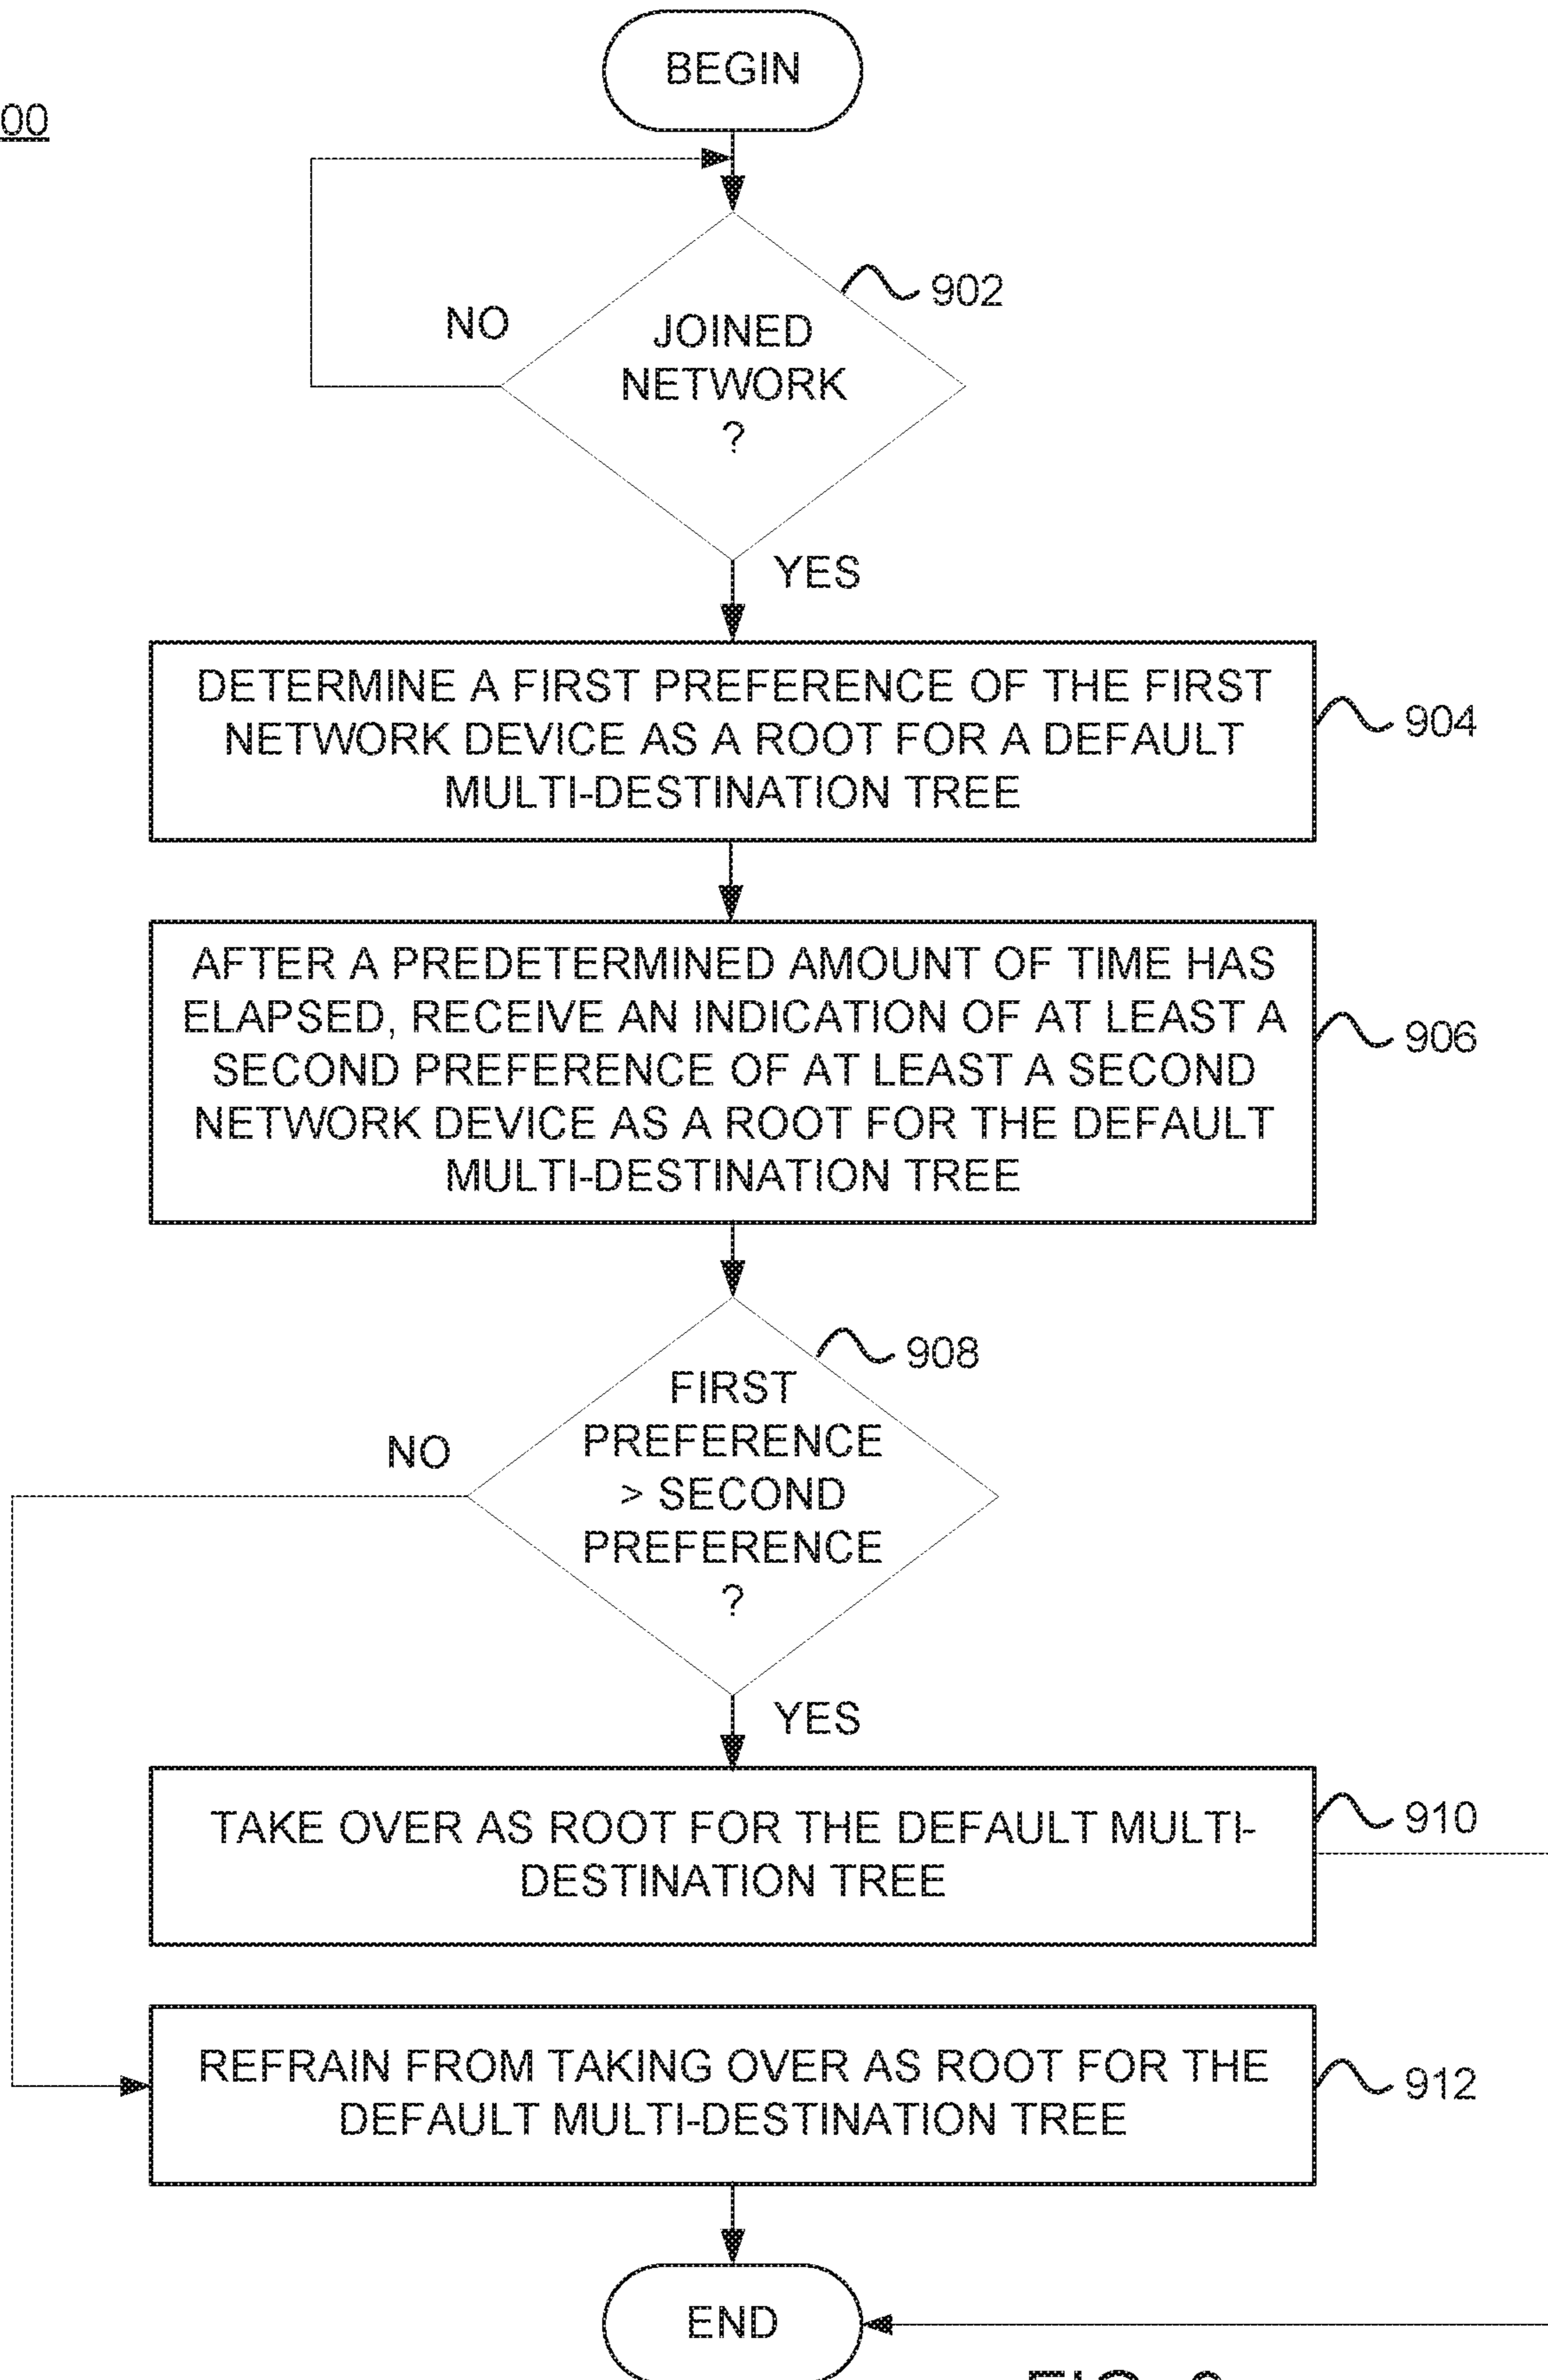 BEGIN
00
902
NO
JOINED
NETWORK
?
YES
DETERMINE A FIRST PREFERENCE OF THE FIRST
NETWORK DEVICE AS A ROOT FOR A DEFAULT
MULTI-DESTINATION TREE
904
AFTER A PREDETERMINED AMOUNT OF TIME HAS
ELAPSED, RECEIVE AN INDICATION OF AT LEAST A
SECOND PREFERENCE OF AT LEAST A SECOND
NETWORK DEVICE AS A ROOT FOR THE DEFAULT
MULTI-DESTINATION TREE
906
908
FIRST
PREFERENCE
> SECOND
PREFERENCE
?
NO
YES
TAKE OVER AS ROOT FOR THE DEFAULT MULTI-
DESTINATION TREE
910
REFRAIN FROM TAKING OVER AS ROOT FOR THE
DEFAULT MULTI-DESTINATION TREE
912
END